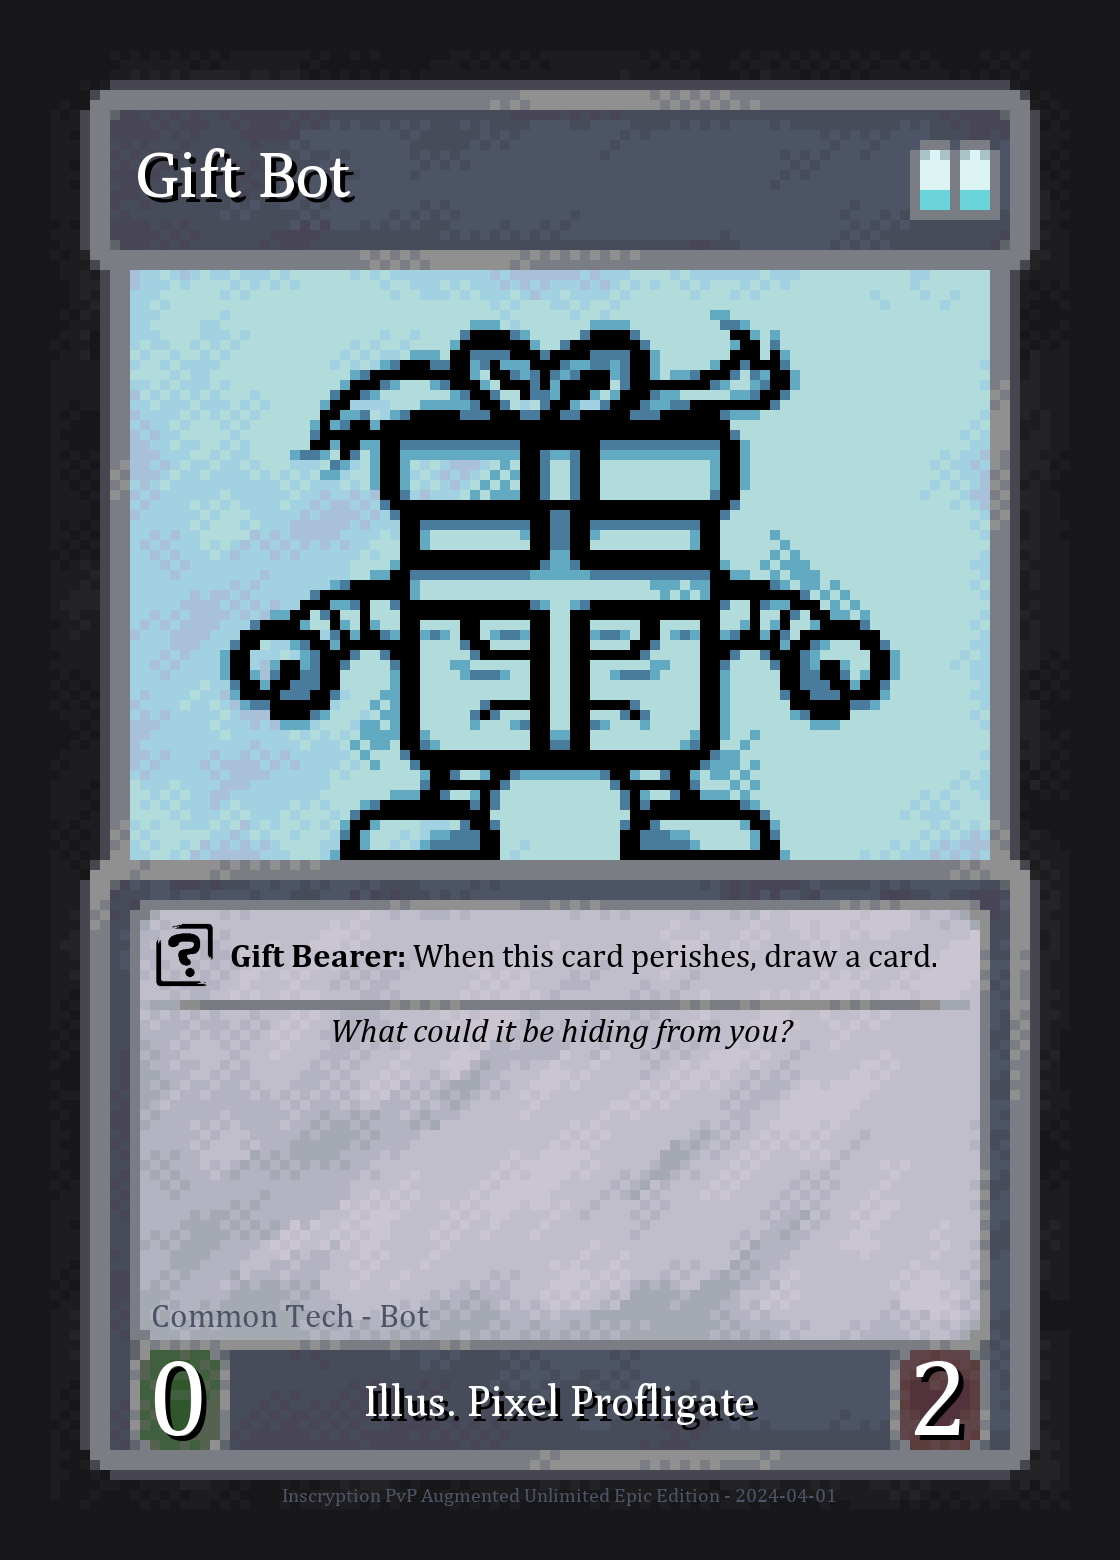 Gift Bot
Gift Bearer: When this card perishes, draw a card.
What could it be hiding from you?
Common Tech - Bot
0
Illus. Pixel Profligate
2
Inscryption PvP Augmented Unlimited Epic Edition - 2024-04-01